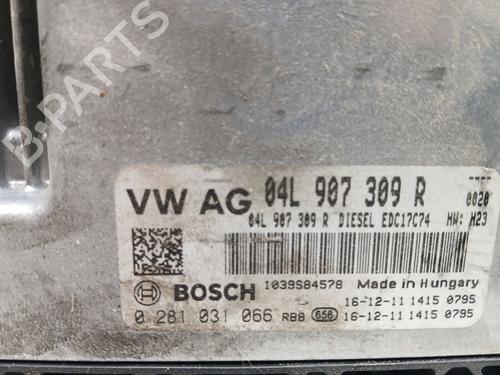 B-PARTS
VW AG 04L 907 309 R 0020
04L 907 309 R DIESEL EDC17C74 HW: H23
1039S84578 Made in Hungary
BOSCH 16-12-11 1415 0795
0 281 031 066 RBB 656 16-12-11 1415 0795